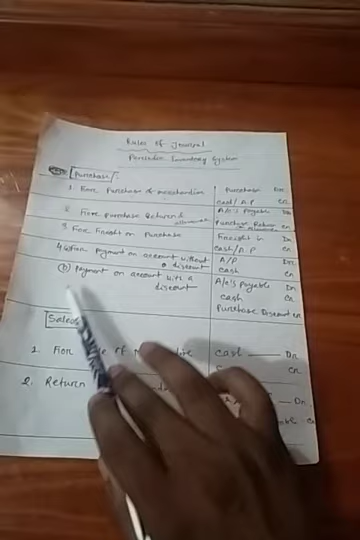 Rules of Journal
Periodic Inventory System
Purchase/:
1. For Purchase of merchandise Purchase Dr.
cash/A.P cr.
2. For Purchase Return & allowance A/c's Payable Dr.
Purchase Return allowance cr
3 For Freight on Purchase Freight in Dr.
cash/A.P cr.
4. (a) For payment on account without a discount A/P Dr.
cash cr
(b) Payment on account with a discount A/c's Payable Dr
cash cr
Purchase Discount cr
Sales
1. For of cash Dr.
cr.
2. Return Dr.
cr